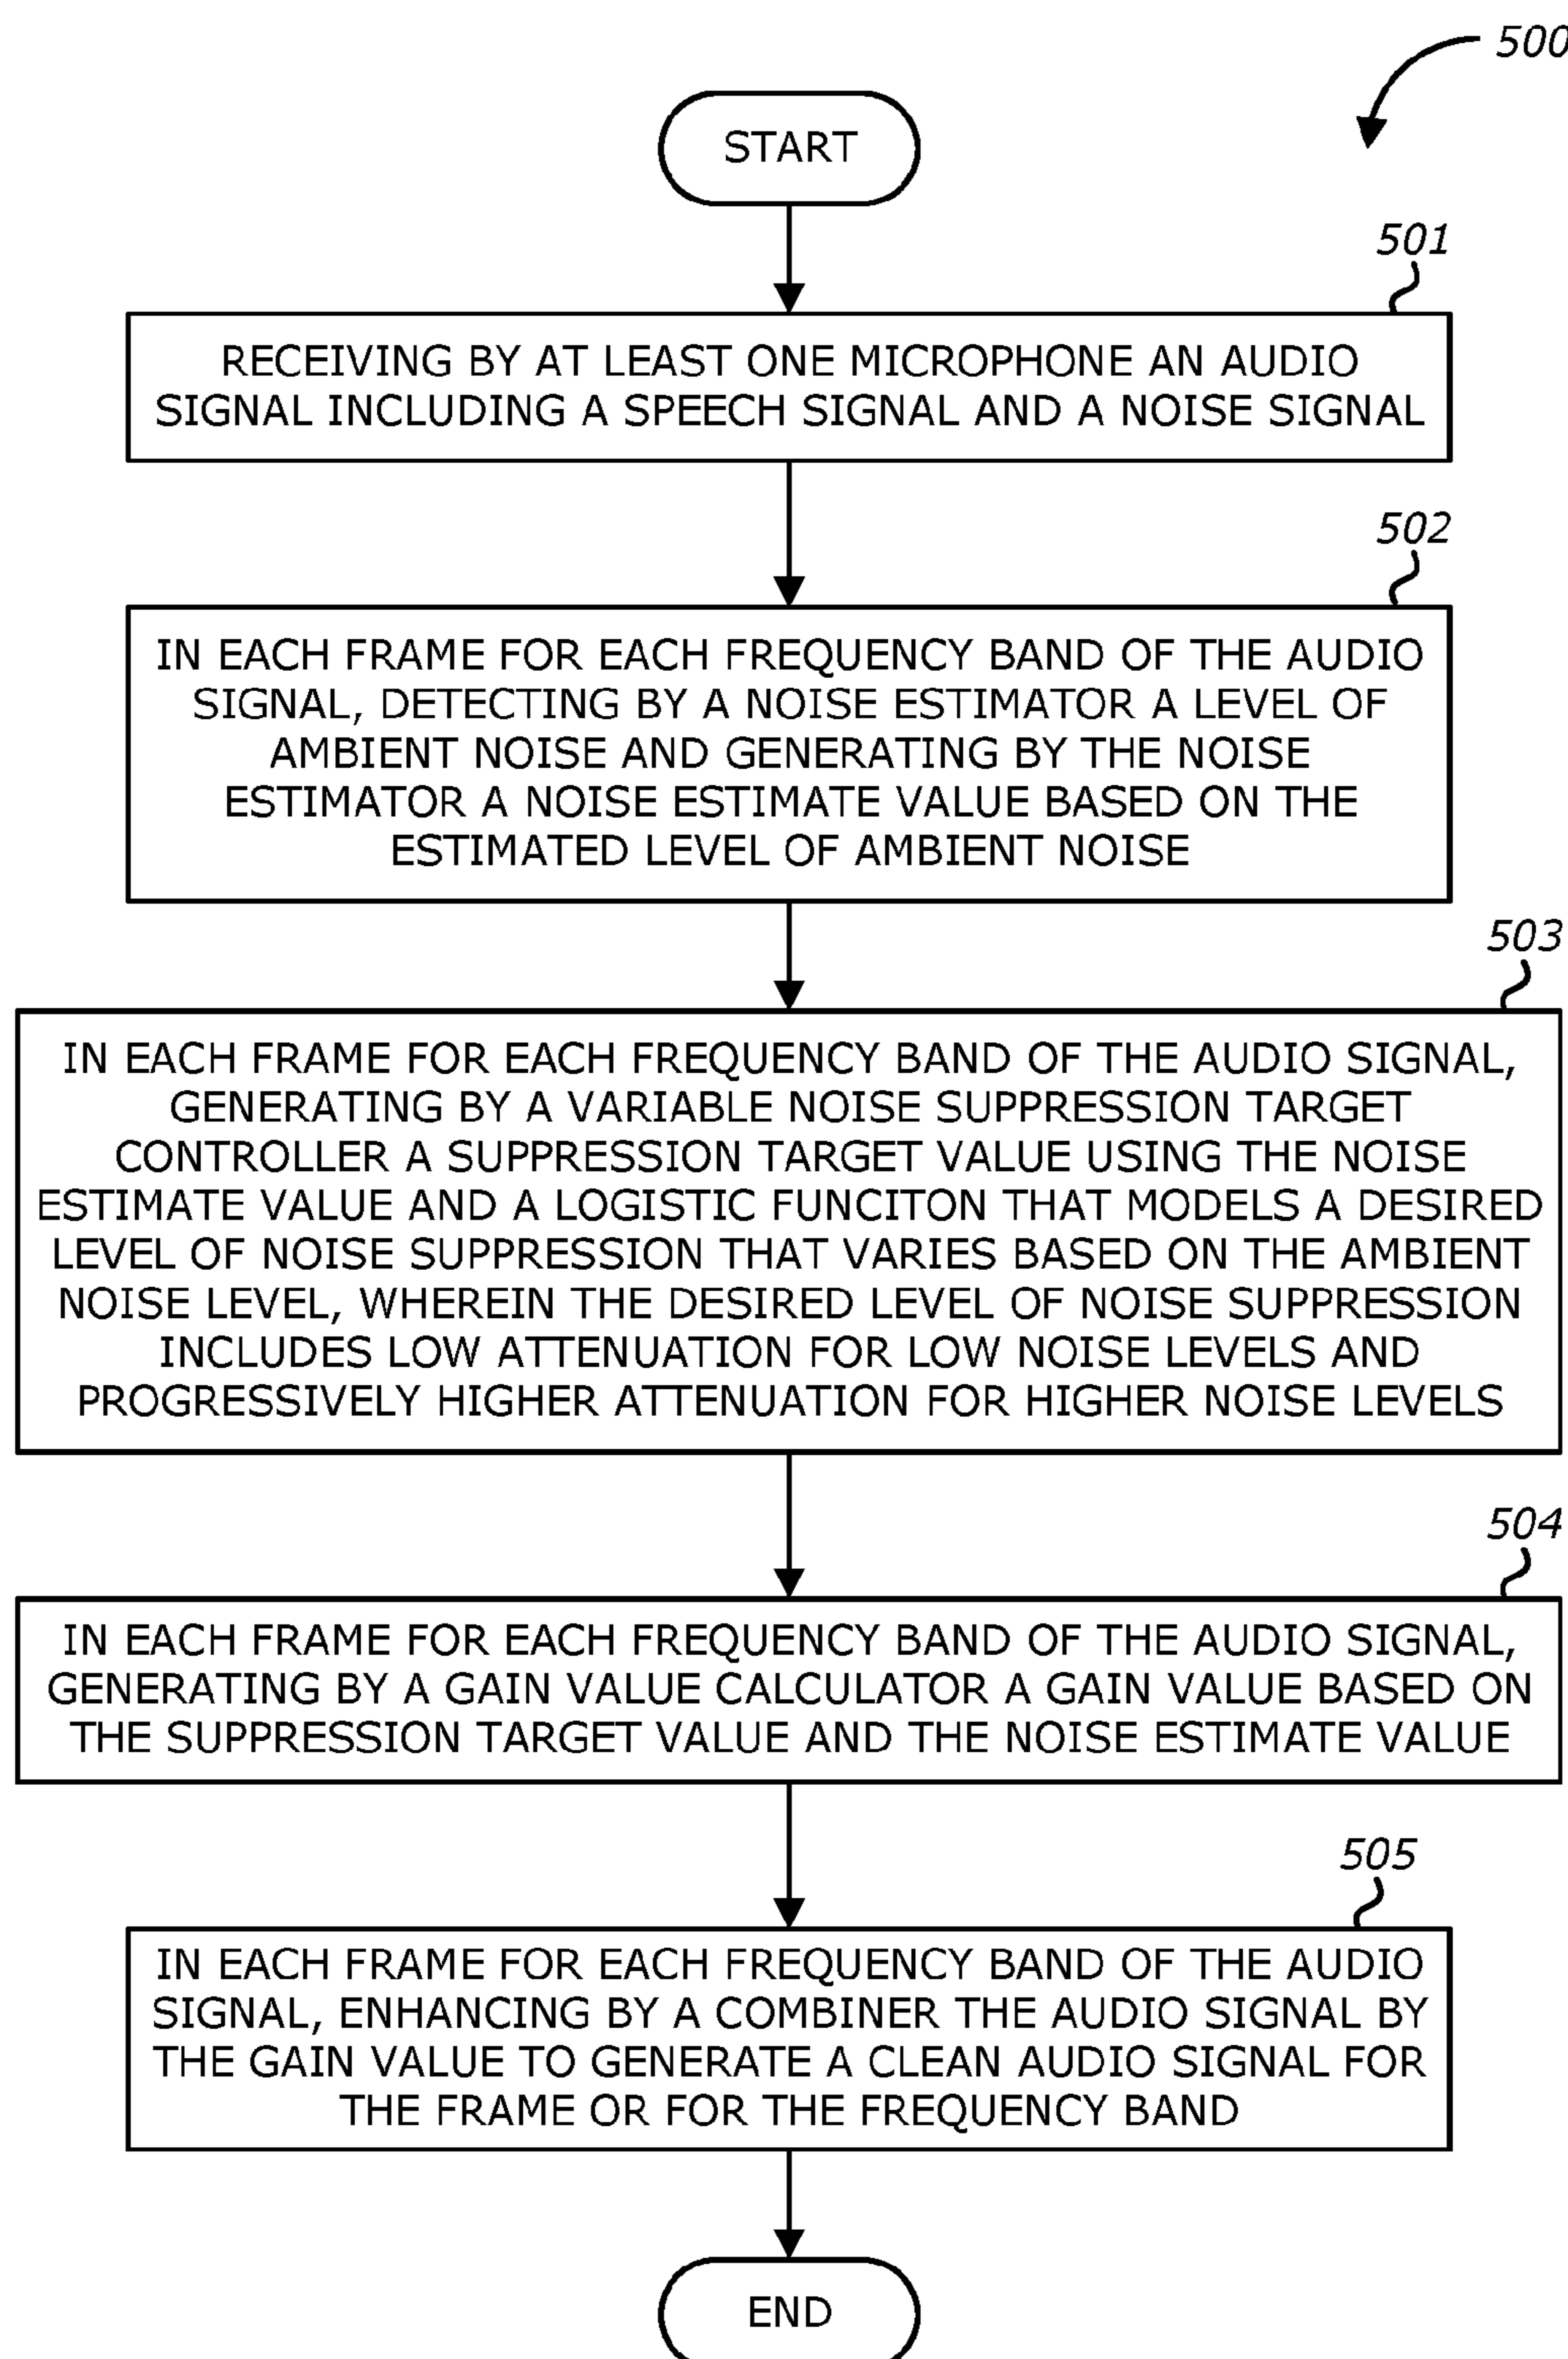 500
START
501
RECEIVING BY AT LEAST ONE MICROPHONE AN AUDIO
SIGNAL INCLUDING A SPEECH SIGNAL AND A NOISE SIGNAL
502
IN EACH FRAME FOR EACH FREQUENCY BAND OF THE AUDIO
SIGNAL, DETECTING BY A NOISE ESTIMATOR A LEVEL OF
AMBIENT NOISE AND GENERATING BY THE NOISE
ESTIMATOR A NOISE ESTIMATE VALUE BASED ON THE
ESTIMATED LEVEL OF AMBIENT NOISE
503
IN EACH FRAME FOR EACH FREQUENCY BAND OF THE AUDIO SIGNAL,
GENERATING BY A VARIABLE NOISE SUPPRESSION TARGET
CONTROLLER A SUPPRESSION TARGET VALUE USING THE NOISE
ESTIMATE VALUE AND A LOGISTIC FUNCITON THAT MODELS A DESIRED
LEVEL OF NOISE SUPPRESSION THAT VARIES BASED ON THE AMBIENT
NOISE LEVEL, WHEREIN THE DESIRED LEVEL OF NOISE SUPPRESSION
INCLUDES LOW ATTENUATION FOR LOW NOISE LEVELS AND
PROGRESSIVELY HIGHER ATTENUATION FOR HIGHER NOISE LEVELS
504
IN EACH FRAME FOR EACH FREQUENCY BAND OF THE AUDIO SIGNAL,
GENERATING BY A GAIN VALUE CALCULATOR A GAIN VALUE BASED ON
THE SUPPRESSION TARGET VALUE AND THE NOISE ESTIMATE VALUE
505
IN EACH FRAME FOR EACH FREQUENCY BAND OF THE AUDIO
SIGNAL, ENHANCING BY A COMBINER THE AUDIO SIGNAL BY
THE GAIN VALUE TO GENERATE A CLEAN AUDIO SIGNAL FOR
THE FRAME OR FOR THE FREQUENCY BAND
END